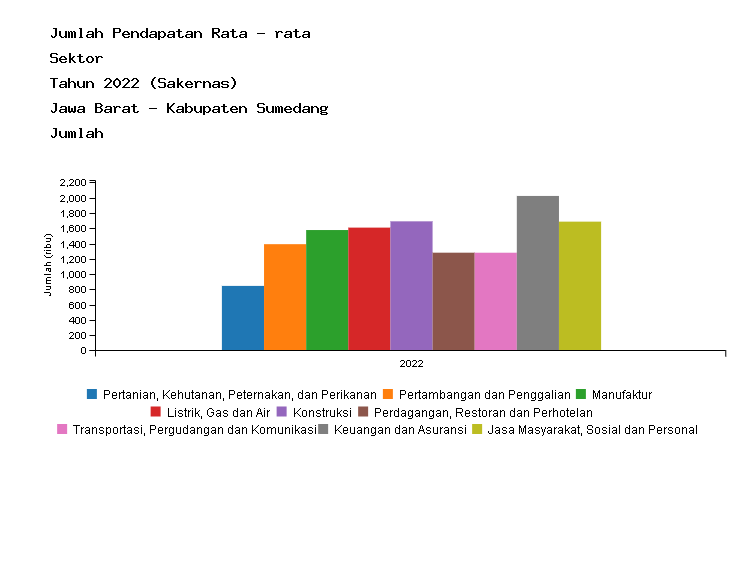 Jumlah Pendapatan Rata - rata
Sektor
Tahun 2022 (Sakernas)
Jawa Barat - Kabupaten Sumedang
Jumlah
2,200
2,000
1,800
1,600
1,400
1,200
1,000
800
600
400
200
0
Jumlah (ribu)
2022
Pertanian, Kehutanan, Peternakan, dan Perikanan Pertambangan dan Penggalian Manufaktur
Listrik, Gas dan Air Konstruksi Perdagangan, Restoran dan Perhotelan
Transportasi, Pergudangan dan Komunikasi Keuangan dan Asuransi Jasa Masyarakat, Sosial dan Personal